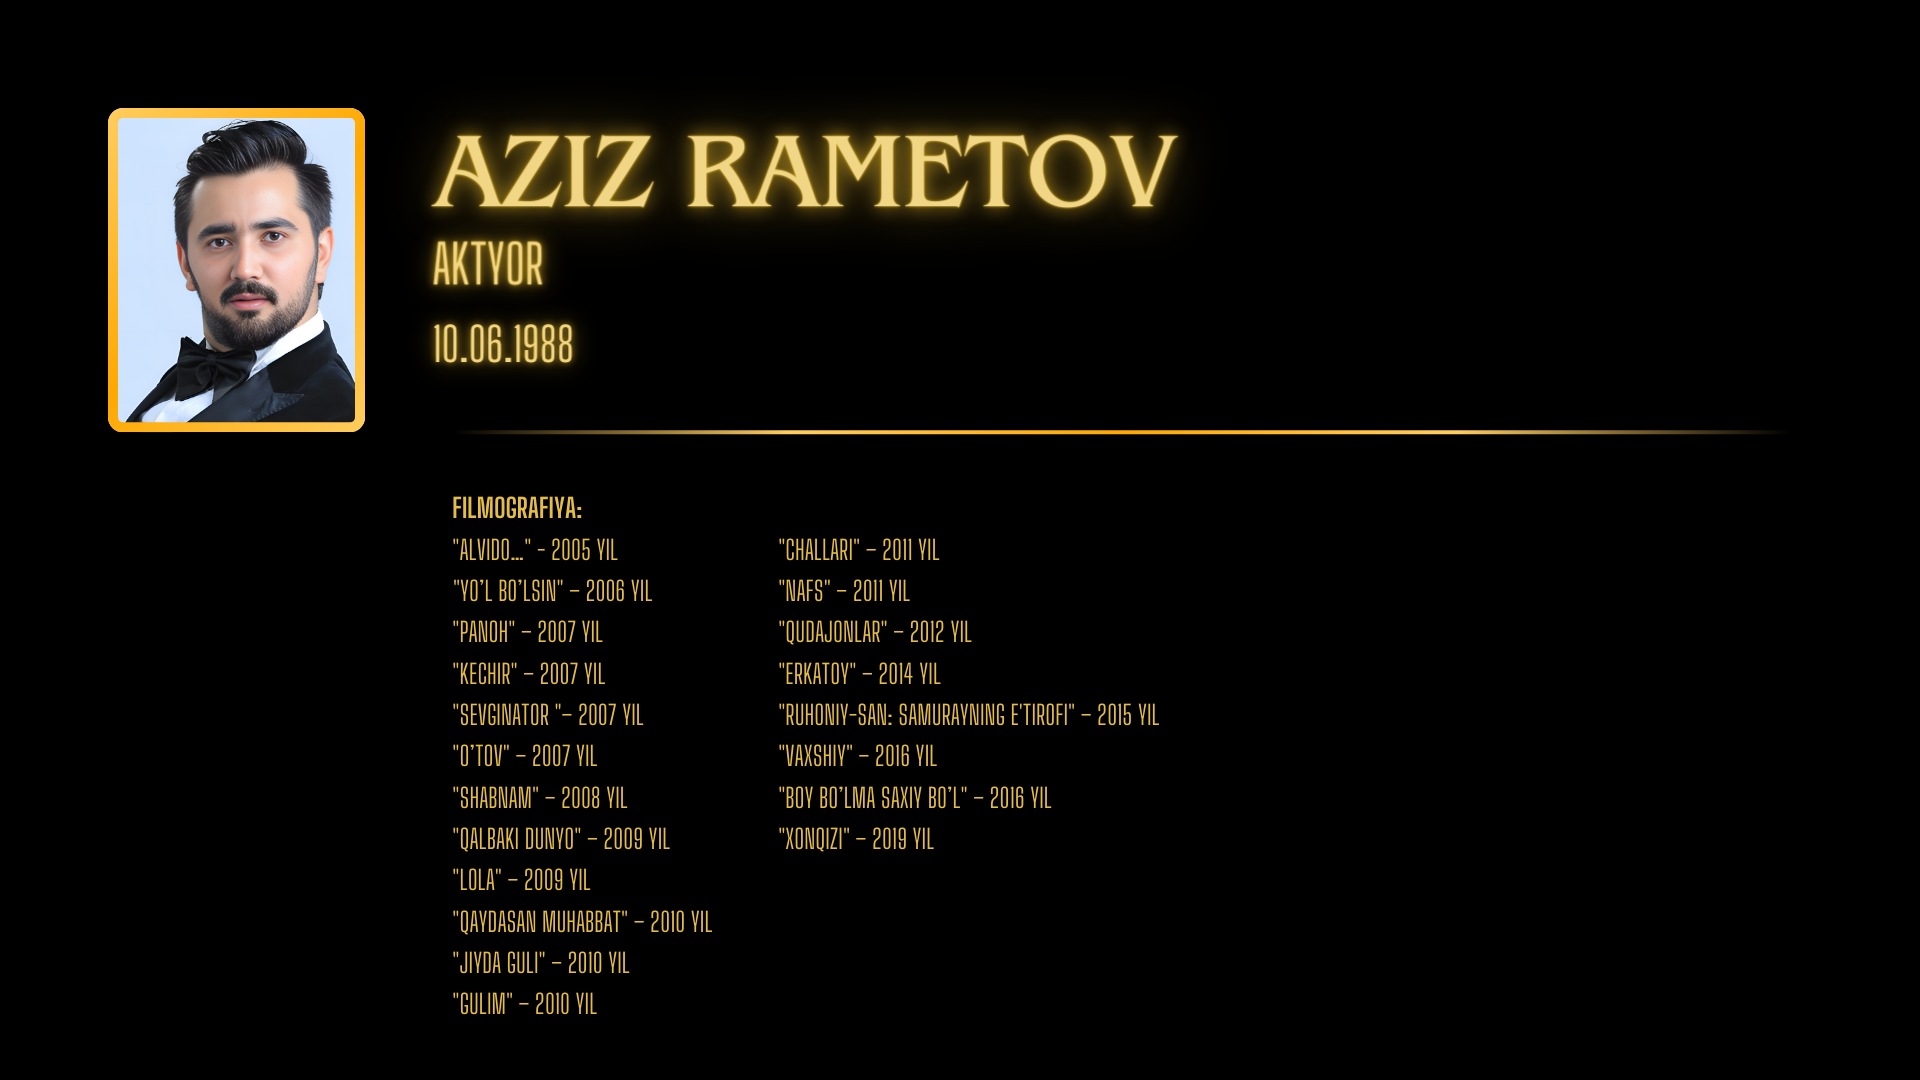 AZIZ RAMETOV
AKTYOR
10.06.1988
FILMOGRAFIYA:
"ALVIDO..." - 2005 YIL
"YO’L BO’LSIN" – 2006 YIL
"PANOH" – 2007 YIL
"KECHIR" – 2007 YIL
"SEVGINATOR "– 2007 YIL
"O’TOV" – 2007 YIL
"SHABNAM" – 2008 YIL
"QALBAKI DUNYO" – 2009 YIL
"LOLA" – 2009 YIL
"QAYDASAN MUHABBAT" – 2010 YIL
"JIYDA GULI" – 2010 YIL
"GULIM" – 2010 YIL
"CHALLARI" – 2011 YIL
"NAFS" – 2011 YIL
"QUDAJONLAR" – 2012 YIL
"ERKATOY" – 2014 YIL
"RUHONIY-SAN: SAMURAYNING E'TIROFI" – 2015 YIL
"VAXSHIY" – 2016 YIL
"BOY BO’LMA SAXIY BO’L" – 2016 YIL
"XONQIZI" – 2019 YIL